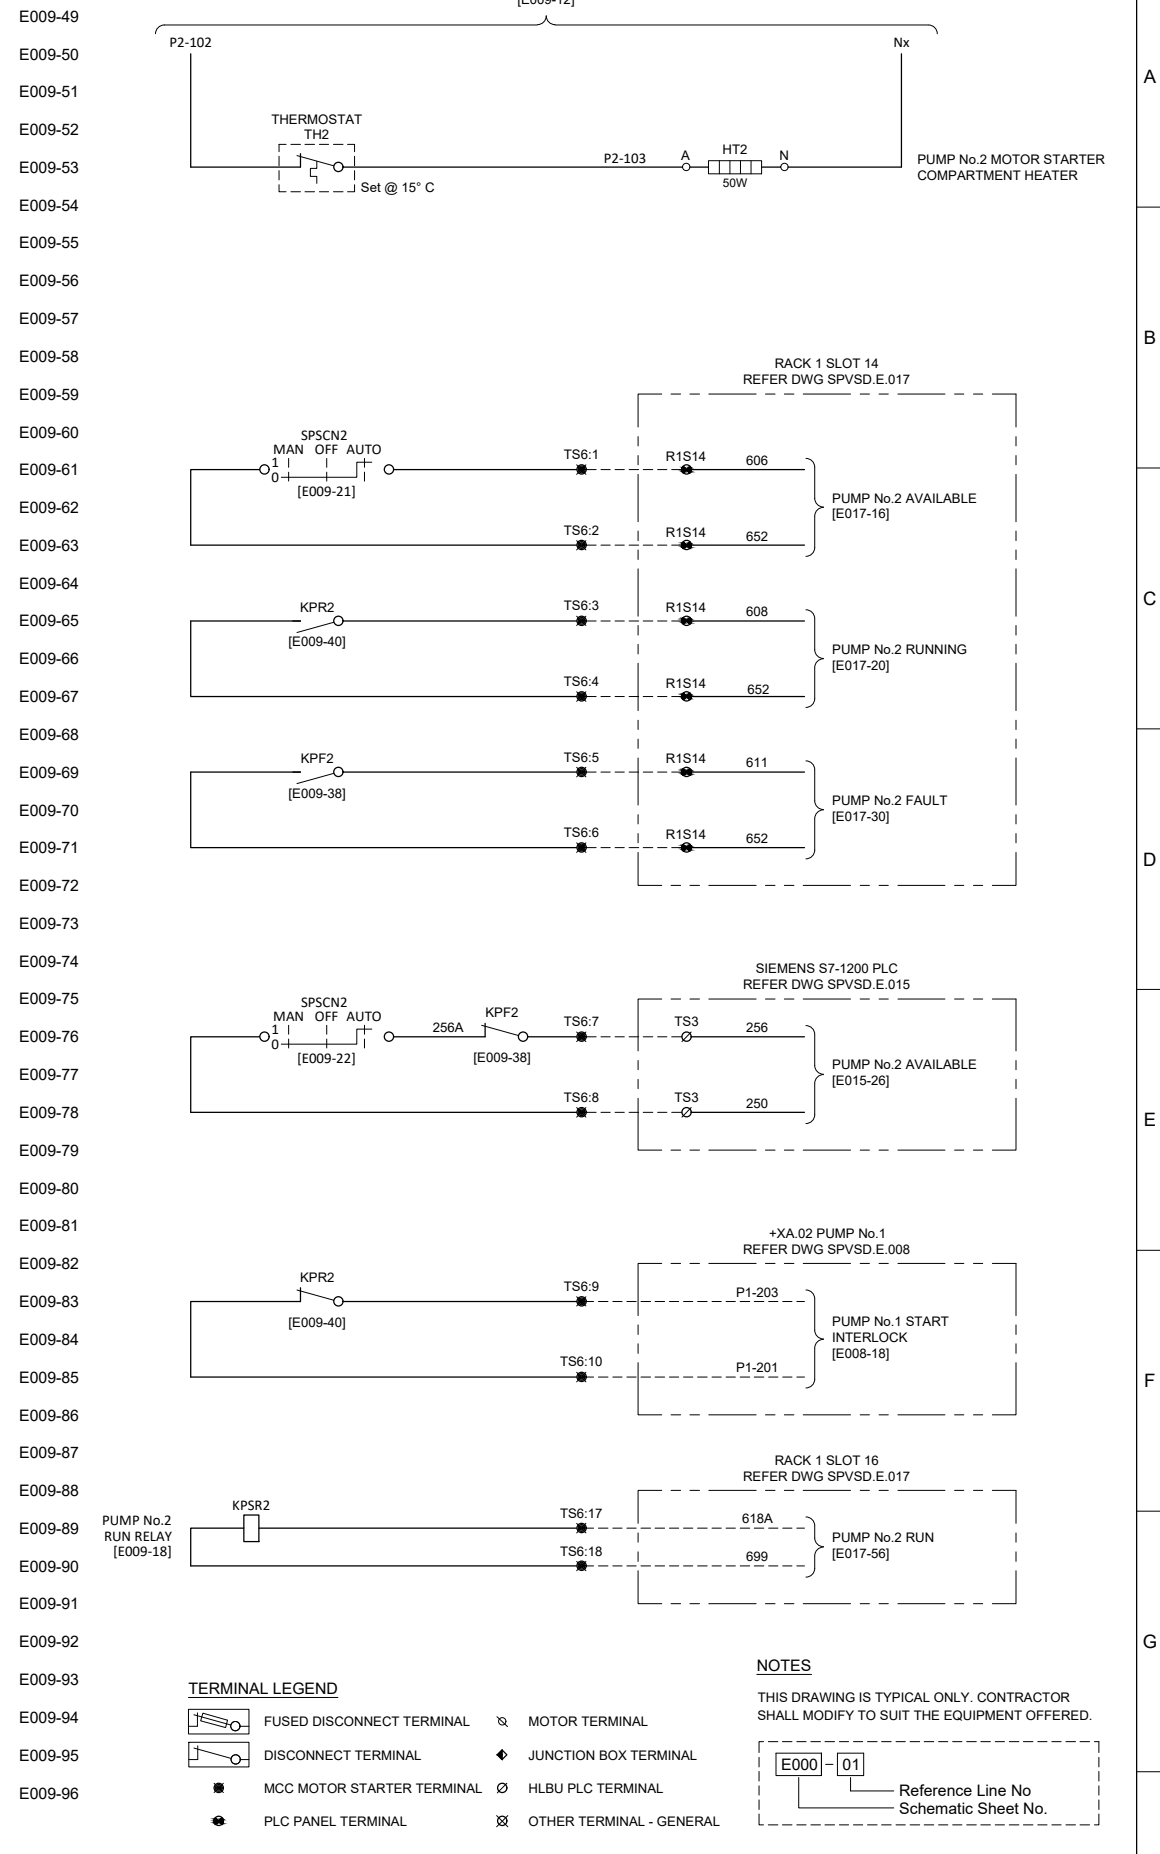 [E009-12]
E009-49
P2-102
Nx
E009-50
A
E009-51
THERMOSTAT
TH2
E009-52
E009-53
P2-103
A
HT2
N
50W
PUMP No.2 MOTOR STARTER
COMPARTMENT HEATER
Set @ 15° C
E009-54
E009-55
E009-56
E009-57
B
E009-58
RACK 1 SLOT 14
REFER DWG SPVSD.E.017
E009-59
E009-60
SPSCN2
MAN OFF AUTO
1
0
[E009-21]
E009-61
TS6:1
R1S14
606
E009-62
PUMP No.2 AVAILABLE
[E017-16]
E009-63
TS6:2
R1S14
652
E009-64
C
E009-65
KPR2
[E009-40]
TS6:3
R1S14
608
E009-66
PUMP No.2 RUNNING
[E017-20]
E009-67
TS6:4
R1S14
652
E009-68
E009-69
KPF2
[E009-38]
TS6:5
R1S14
611
E009-70
PUMP No.2 FAULT
[E017-30]
E009-71
TS6:6
R1S14
652
D
E009-72
E009-73
E009-74
SIEMENS S7-1200 PLC
REFER DWG SPVSD.E.015
E009-75
SPSCN2
MAN OFF AUTO
1
0
[E009-22]
E009-76
256A
KPF2
[E009-38]
TS6:7
TS3
256
E009-77
PUMP No.2 AVAILABLE
[E015-26]
E009-78
TS6:8
TS3
250
E
E009-79
E009-80
E009-81
+XA.02 PUMP No.1
REFER DWG SPVSD.E.008
E009-82
E009-83
KPR2
[E009-40]
TS6:9
P1-203
E009-84
PUMP No.1 START
INTERLOCK
[E008-18]
E009-85
TS6:10
P1-201
F
E009-86
E009-87
RACK 1 SLOT 16
REFER DWG SPVSD.E.017
E009-88
E009-89
PUMP No.2
RUN RELAY
[E009-18]
KPSR2
TS6:17
618A
PUMP No.2 RUN
[E017-56]
E009-90
TS6:18
699
E009-91
E009-92
G
E009-93
TERMINAL LEGEND
NOTES
THIS DRAWING IS TYPICAL ONLY. CONTRACTOR
SHALL MODIFY TO SUIT THE EQUIPMENT OFFERED.
E009-94
FUSED DISCONNECT TERMINAL
MOTOR TERMINAL
E009-95
DISCONNECT TERMINAL
JUNCTION BOX TERMINAL
E000 - 01
E009-96
MCC MOTOR STARTER TERMINAL
HLBU PLC TERMINAL
Reference Line No
Schematic Sheet No.
PLC PANEL TERMINAL
OTHER TERMINAL - GENERAL